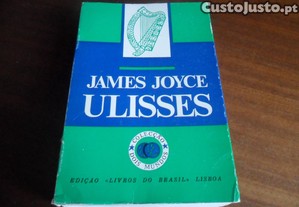 CustoJusto.pt
JAMES JOYCE
ULISSES
COLECÇÃO
DOIS MUNDOS
EDIÇÃO «LIVROS DO BRASIL» LISBOA